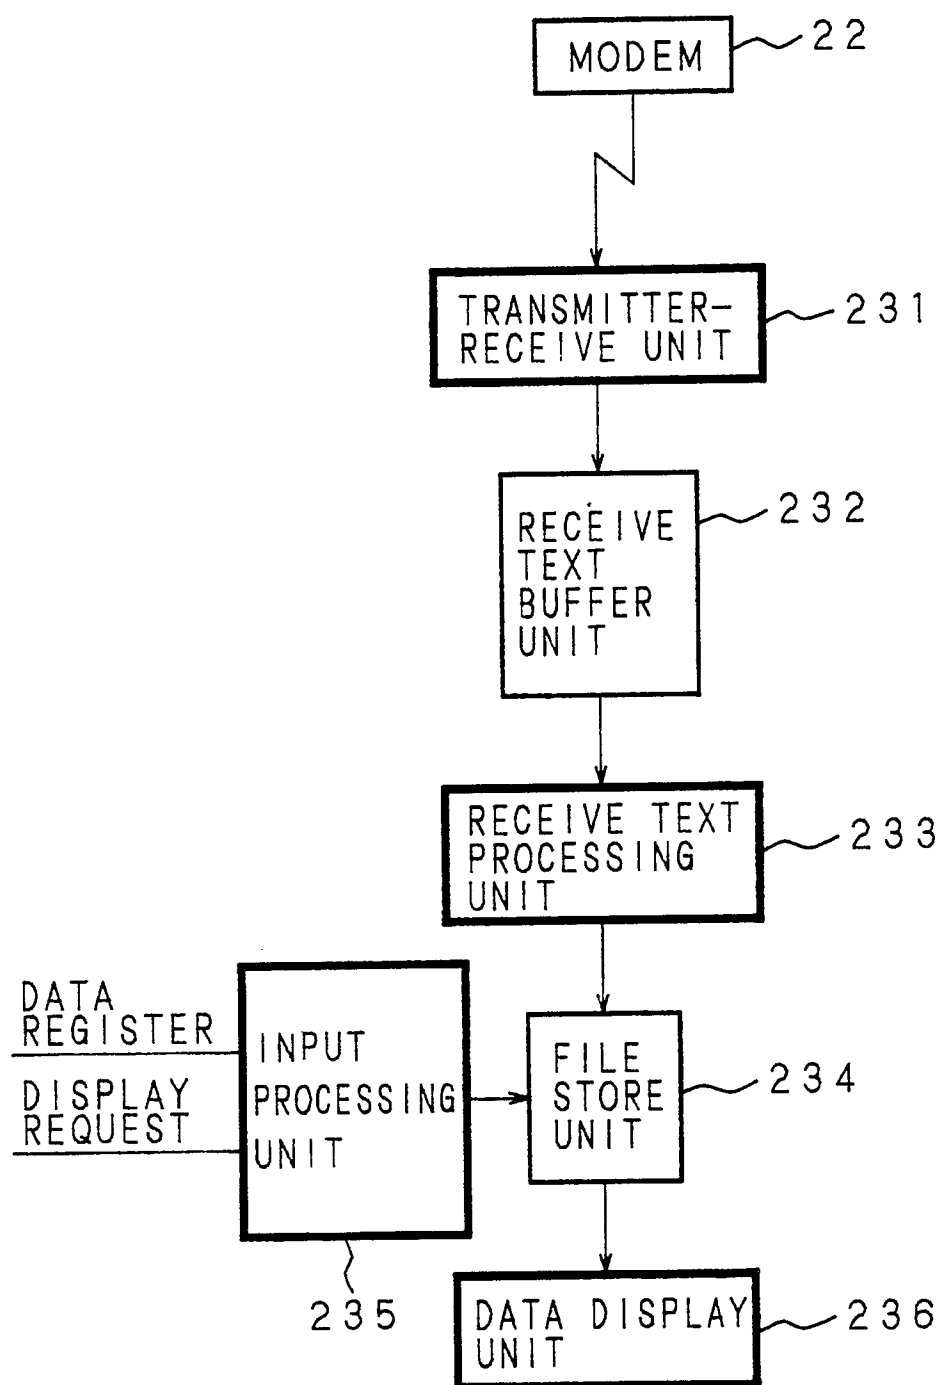 MODEM
22
TRANSMITTER-
RECEIVE UNIT
231
RECEIVE
TEXT
BUFFER
UNIT
232
RECEIVE TEXT
PROCESSING
UNIT
233
DATA
REGISTER
DISPLAY
REQUEST
INPUT
PROCESSING
UNIT
235
FILE
STORE
UNIT
234
DATA DISPLAY
UNIT
236